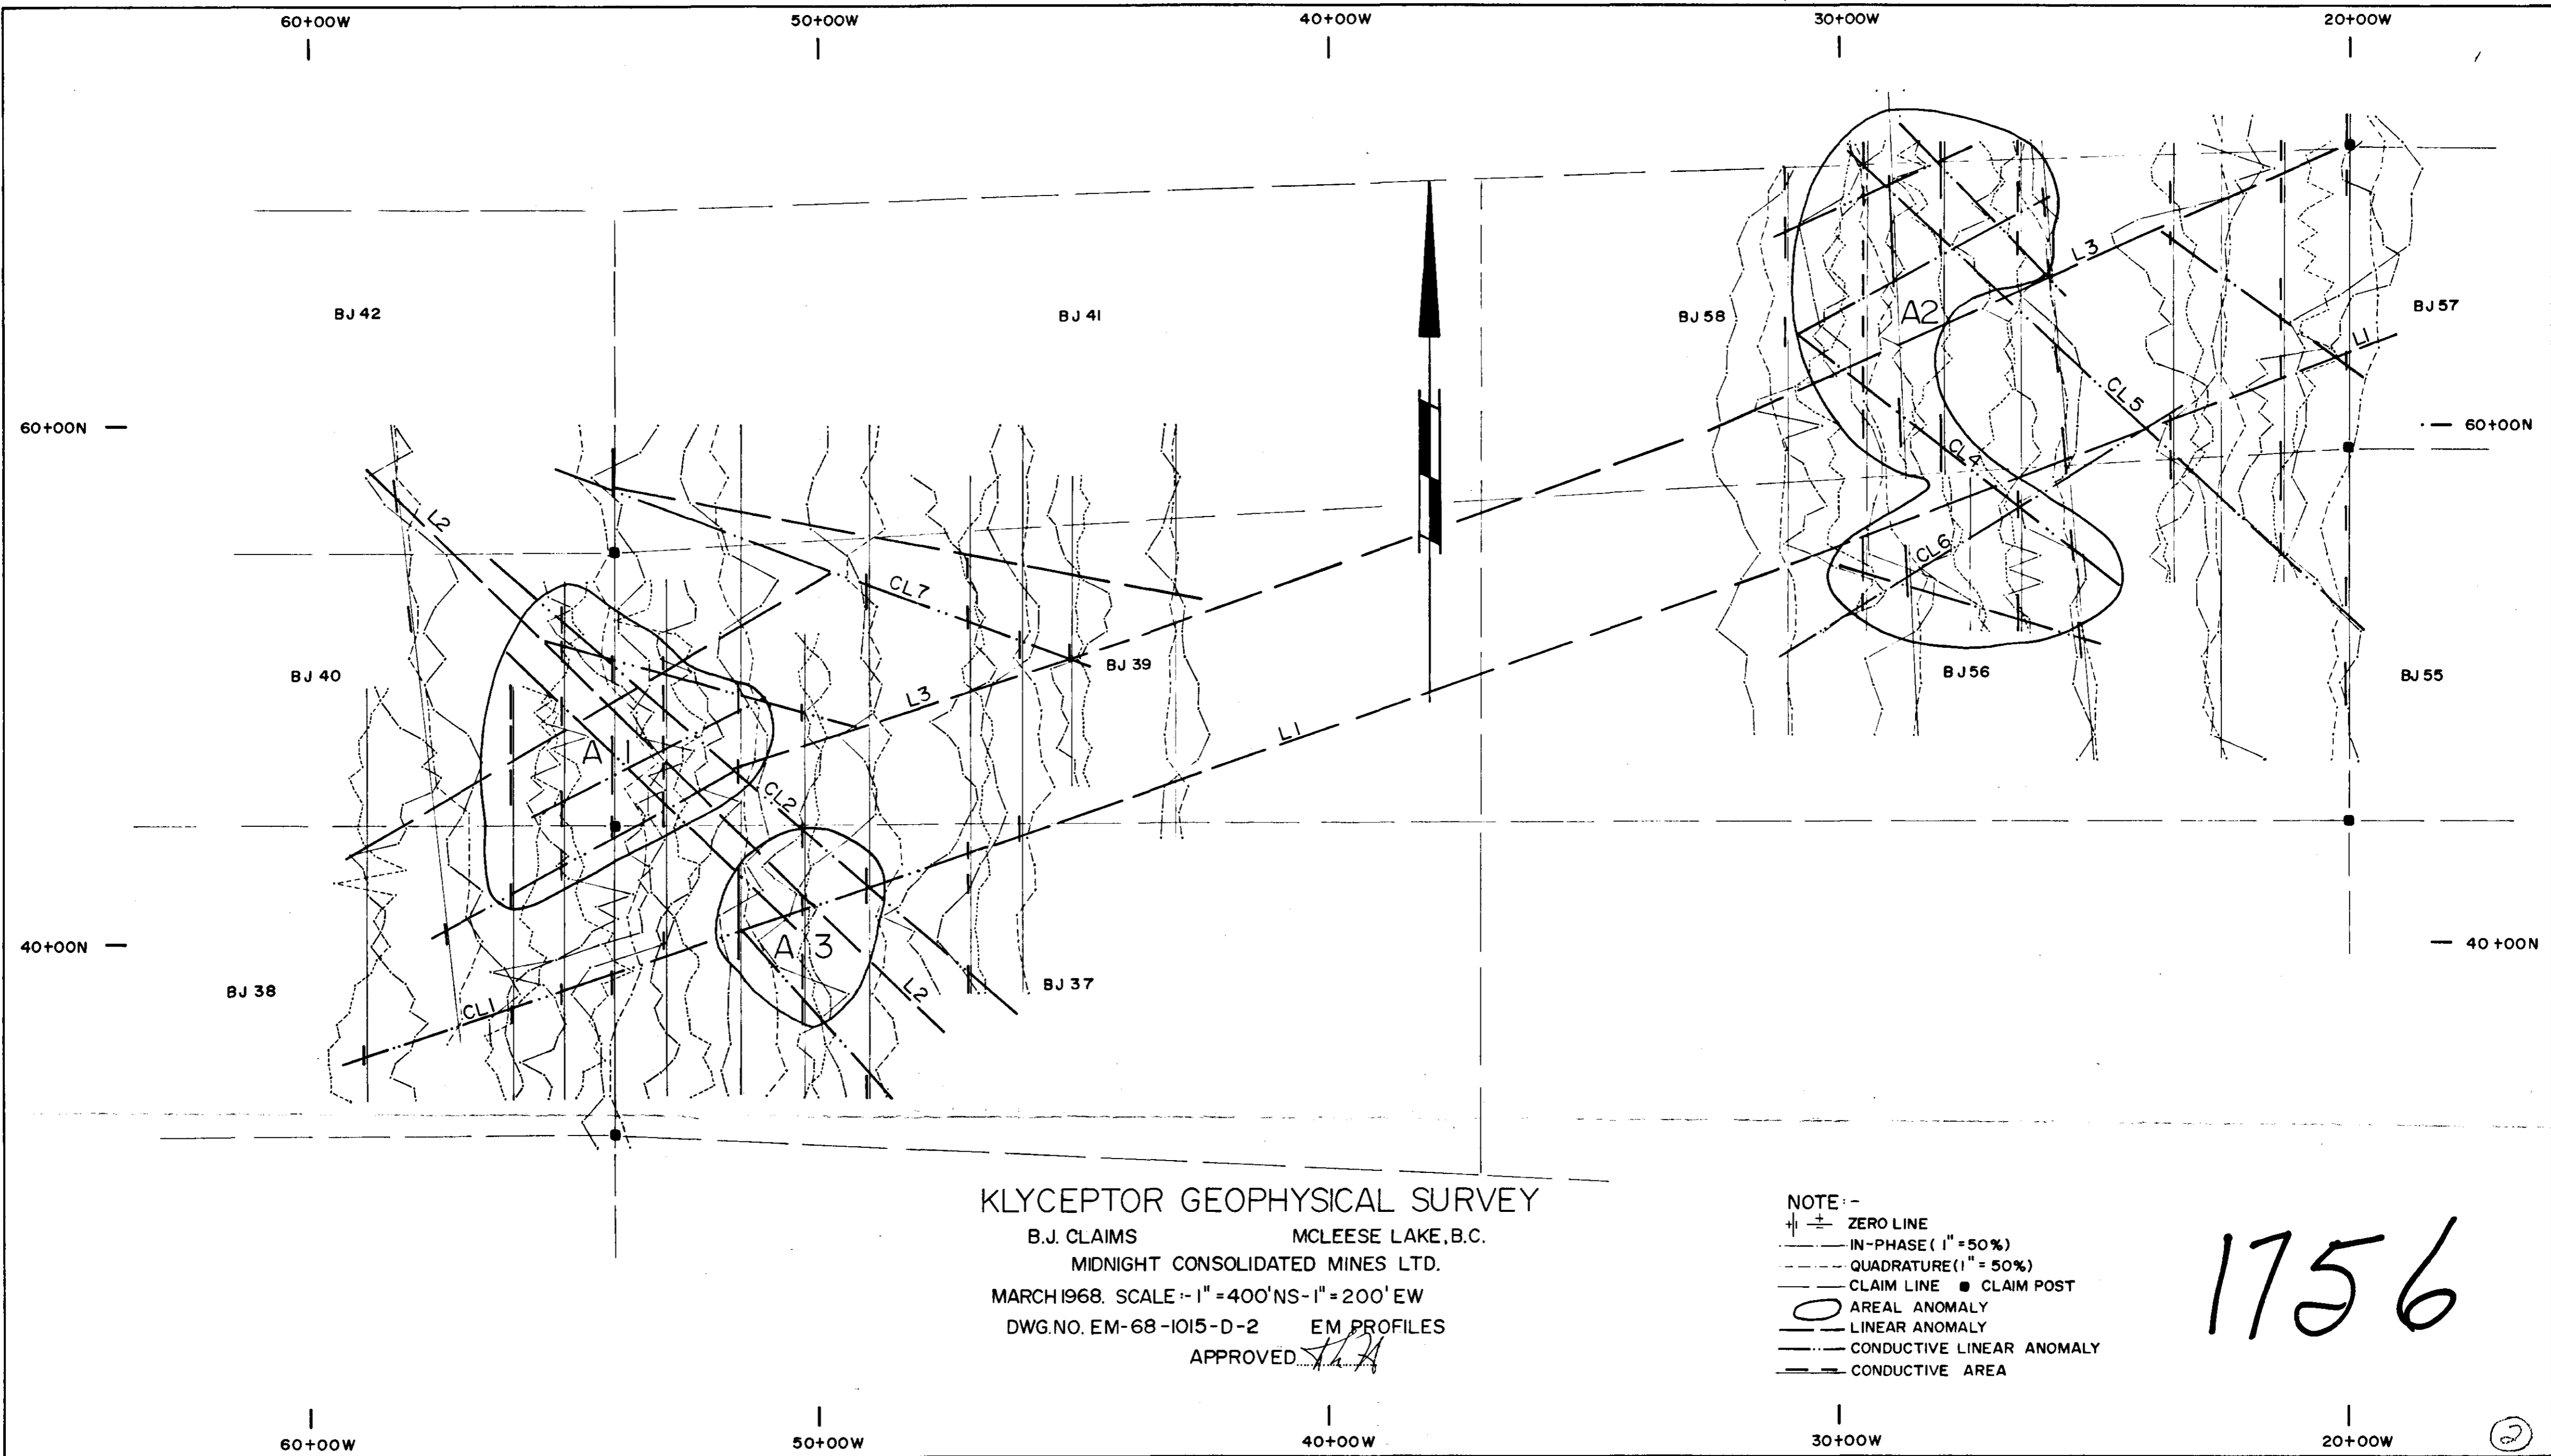 60+00W 50+00W 40+00W 30+00W 20+00W
L3
BJ 42 BJ 41 BJ 58 A2 BJ 57
L1
CL5
60+00N 60+00N
CL4
L2
CL6
CL7
BJ 40 BJ 39 BJ 56 BJ 55
L3
L1
A 1
CL2
40+00N A 3 40+00N
BJ 38 L2 BJ 37
CL1
KLYCEPTOR GEOPHYSICAL SURVEY
B.J. CLAIMS MCLEESE LAKE, B.C.
MIDNIGHT CONSOLIDATED MINES LTD.
MARCH 1968. SCALE :- 1" = 400' NS - 1" = 200' EW
DWG. NO. EM-68-1015-D-2 EM PROFILES
APPROVED
NOTE :-
ZERO LINE
IN-PHASE ( 1" = 50%)
QUADRATURE (1" = 50%)
CLAIM LINE CLAIM POST
AREAL ANOMALY
LINEAR ANOMALY
CONDUCTIVE LINEAR ANOMALY
CONDUCTIVE AREA
1756
60+00W 50+00W 40+00W 30+00W 20+00W
2